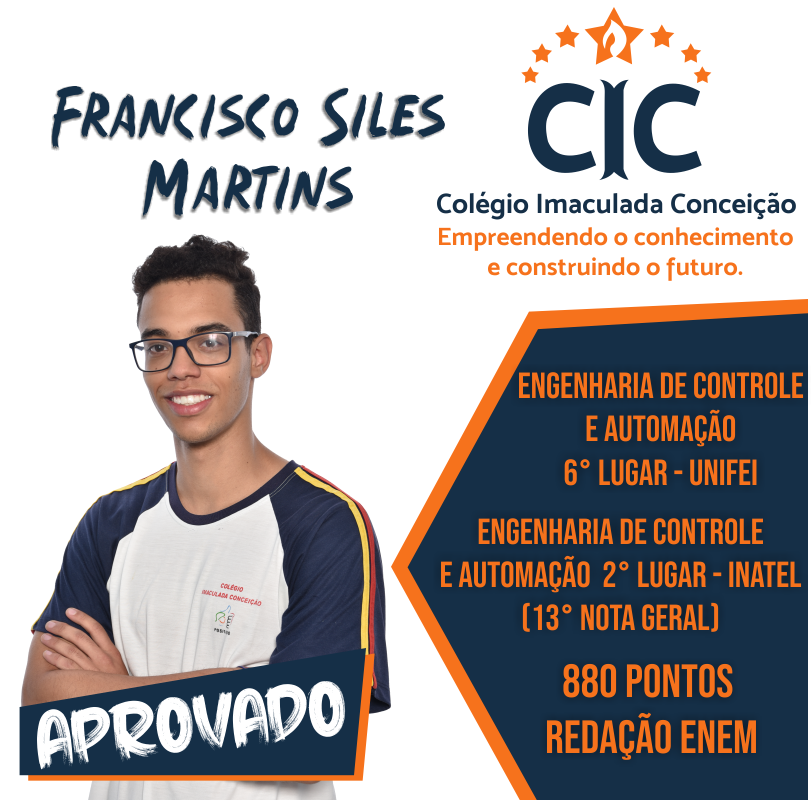 FRANCISCO SILES
MARTINS
CIC
Colégio Imaculada Conceição
Empreendendo o conhecimento
e construindo o futuro.
ENGENHARIA DE CONTROLE
E AUTOMAÇÃO
6° LUGAR - UNIFEI
ENGENHARIA DE CONTROLE
E AUTOMAÇÃO 2° LUGAR - INATEL
(13° NOTA GERAL)
880 PONTOS
REDAÇÃO ENEM
COLÉGIO
IMACULADA CONCEIÇÃO
APROVADO